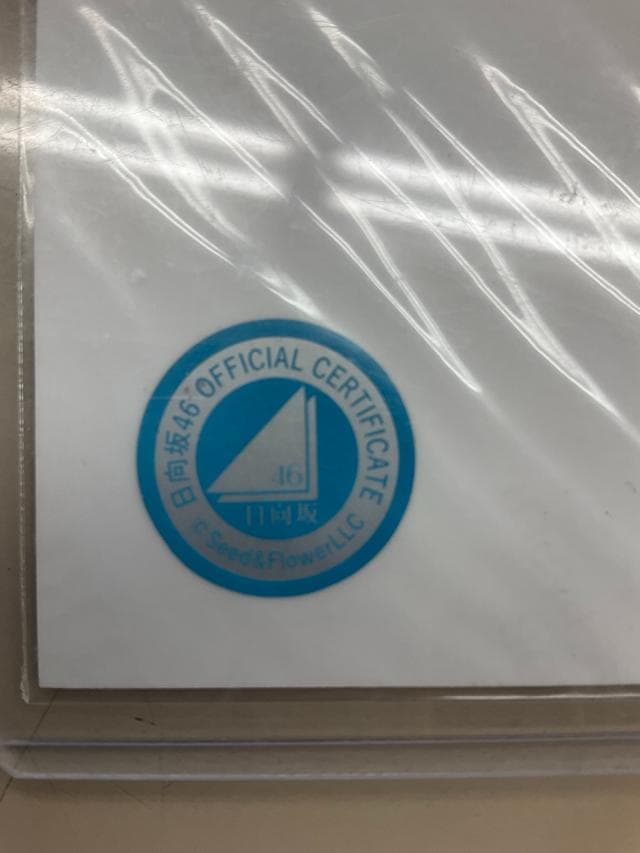 日向坂46 OFFICIAL CERTIFICATE
46
日向坂
©Seed&FlowerLLC